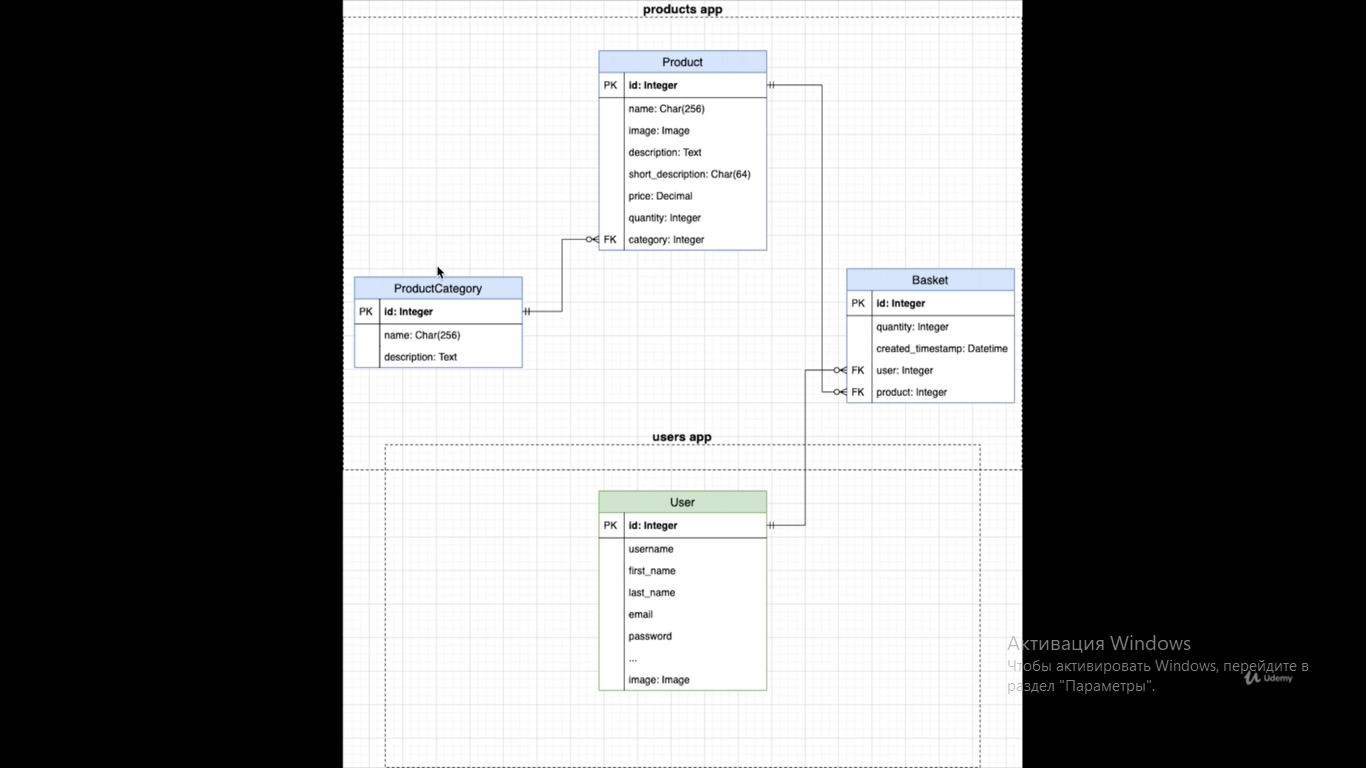 products app
Product
PK id: Integer
name: Char(256)
image: Image
description: Text
short_description: Char(64)
price: Decimal
quantity: Integer
FK category: Integer
ProductCategory
PK id: Integer
name: Char(256)
description: Text
Basket
PK id: Integer
quantity: Integer
created_timestamp: Datetime
FK user: Integer
FK product: Integer
users app
User
PK id: Integer
username
first_name
last_name
email
password
...
image: Image
Активация Windows
Чтобы активировать Windows, перейдите в
раздел "Параметры".
Udemy